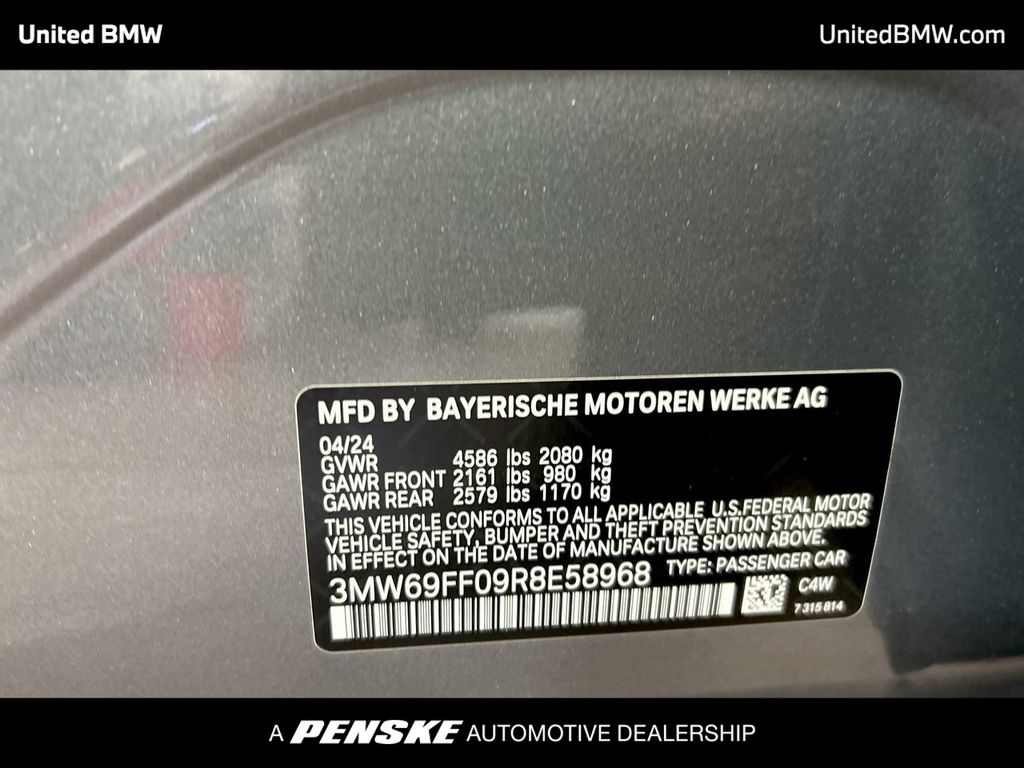 United BMW
UnitedBMW.com
MFD BY BAYERISCHE MOTOREN WERKE AG
04/24
GVWR 4586 lbs 2080 kg
GAWR FRONT 2161 lbs 980 kg
GAWR REAR 2579 lbs 1170 kg
THIS VEHICLE CONFORMS TO ALL APPLICABLE U.S.FEDERAL MOTOR
VEHICLE SAFETY, BUMPER AND THEFT PREVENTION STANDARDS
IN EFFECT ON THE DATE OF MANUFACTURE SHOWN ABOVE.
3MW69FF09R8E58968 TYPE: PASSENGER CAR
C4W
7 315 814
A PENSKE AUTOMOTIVE DEALERSHIP